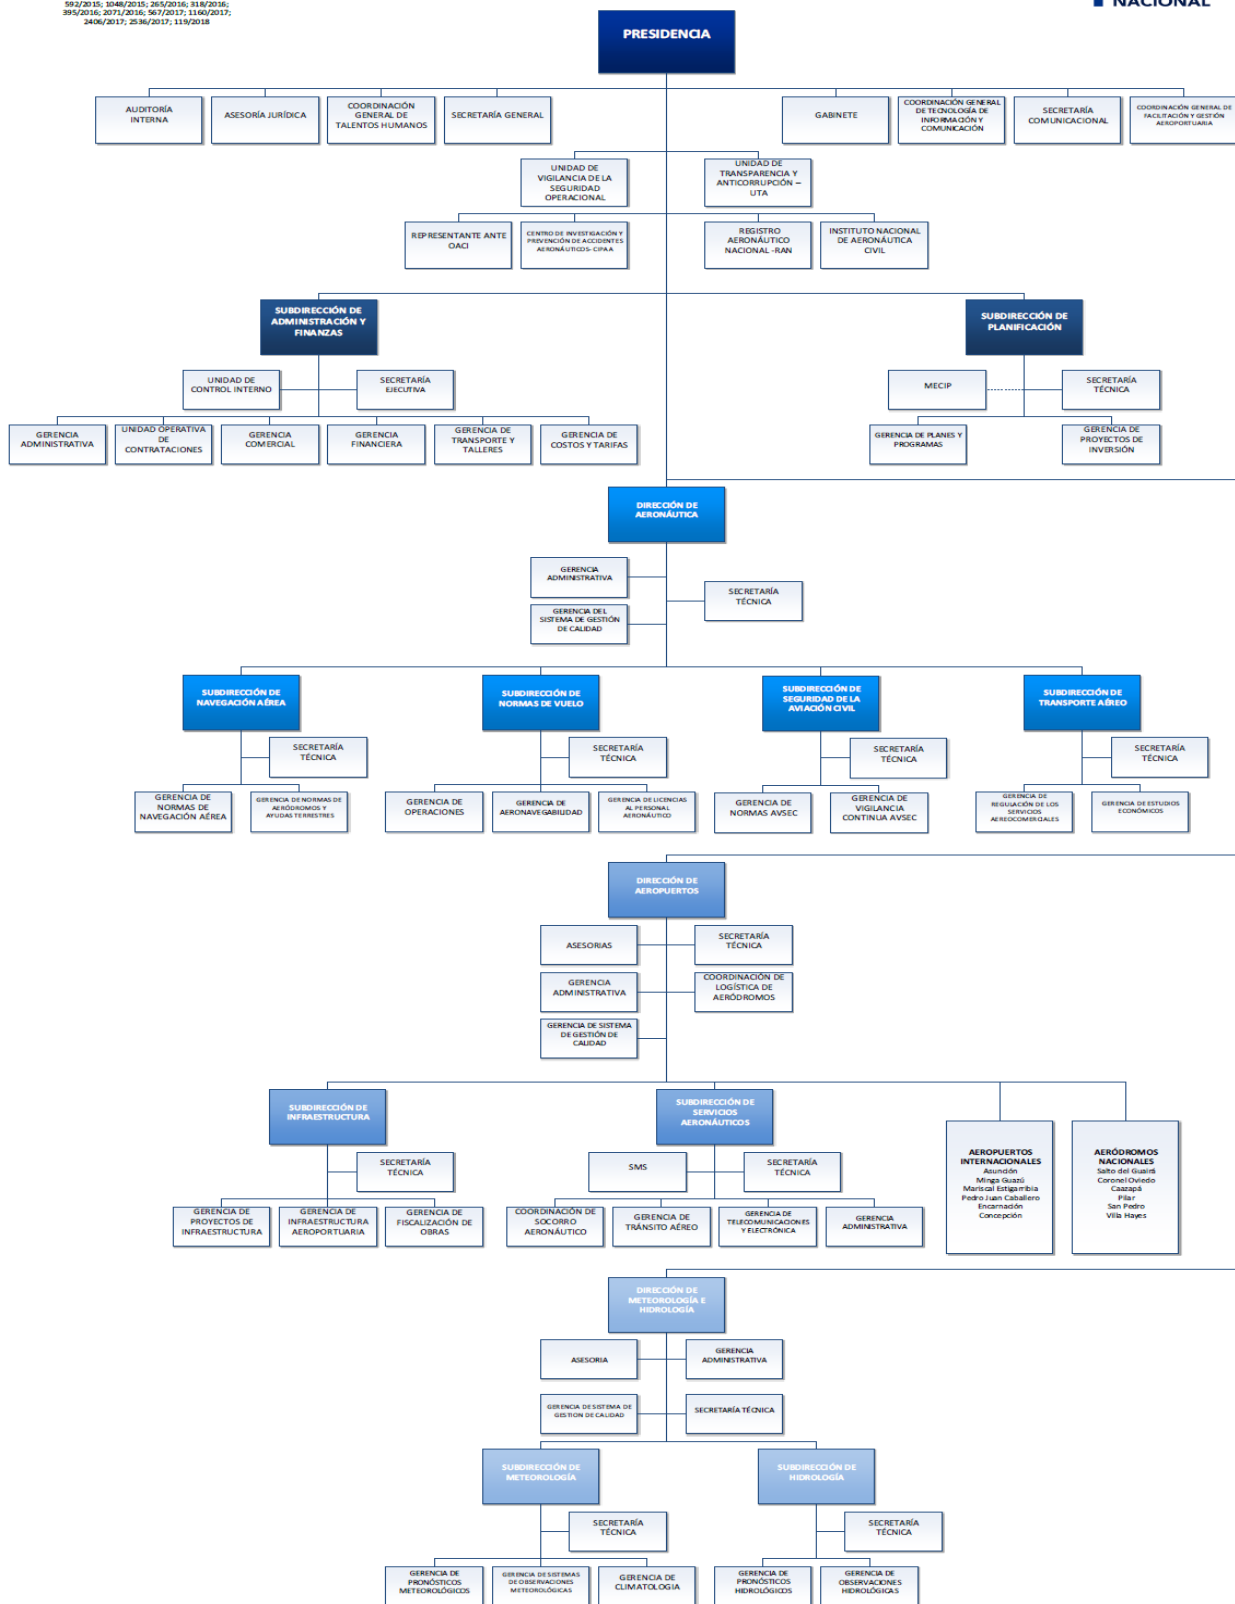 592/2015; 1048/2015; 265/2016; 318/2016;
395/2016; 2071/2016; 567/2017; 1160/2017;
2406/2017; 2536/2017; 119/2018
NACIONAL
PRESIDENCIA
AUDITORÍA
INTERNA
ASESORÍA JURÍDICA
COORDINACIÓN
GENERAL DE
TALENTOS HUMANOS
SECRETARÍA GENERAL
GABINETE
COORDINACIÓN GENERAL
DE TECNOLOGÍA DE
INFORMACIÓN Y
COMUNICACIÓN
SECRETARÍA
COMUNICACIONAL
COORDINACIÓN GENERAL DE
FACILITACIÓN Y GESTIÓN
AEROPORTUARIA
UNIDAD DE
VIGILANCIA DE LA
SEGURIDAD
OPERACIONAL
UNIDAD DE
TRANSPARENCIA Y
ANTICORRUPCIÓN –
UTA
REPRESENTANTE ANTE
OACI
CENTRO DE INVESTIGACIÓN Y
PREVENCIÓN DE ACCIDENTES
AERONÁUTICOS- CIPAA
REGISTRO
AERONÁUTICO
NACIONAL -RAN
INSTITUTO NACIONAL
DE AERONÁUTICA
CIVIL
SUBDIRECCIÓN DE
ADMINISTRACIÓN Y
FINANZAS
SUBDIRECCIÓN DE
PLANIFICACIÓN
UNIDAD DE
CONTROL INTERNO
SECRETARÍA
EJECUTIVA
MECIP
SECRETARÍA
TÉCNICA
GERENCIA
ADMINISTRATIVA
UNIDAD OPERATIVA
DE
CONTRATACIONES
GERENCIA
COMERCIAL
GERENCIA
FINANCIERA
GERENCIA DE
TRANSPORTE Y
TALLERES
GERENCIA DE
COSTOS Y TARIFAS
GERENCIA DE PLANES Y
PROGRAMAS
GERENCIA DE
PROYECTOS DE
INVERSIÓN
DIRECCIÓN DE
AERONÁUTICA
GERENCIA
ADMINISTRATIVA
SECRETARÍA
TÉCNICA
GERENCIA DEL
SISTEMA DE GESTIÓN
DE CALIDAD
SUBDIRECCIÓN DE
NAVEGACIÓN AÉREA
SUBDIRECCIÓN DE
NORMAS DE VUELO
SUBDIRECCIÓN DE
SEGURIDAD DE LA
AVIACIÓN CIVIL
SUBDIRECCIÓN DE
TRANSPORTE AÉREO
SECRETARÍA
TÉCNICA
SECRETARÍA
TÉCNICA
SECRETARÍA
TÉCNICA
SECRETARÍA
TÉCNICA
GERENCIA DE
NORMAS DE
NAVEGACIÓN AÉREA
GERENCIA DE NORMAS DE
AERÓDROMOS Y
AYUDAS TERRESTRES
GERENCIA DE
OPERACIONES
GERENCIA DE
AERONAVEGABILIDAD
GERENCIA DE LICENCIAS
AL PERSONAL
AERONÁUTICO
GERENCIA DE
NORMAS AVSEC
GERENCIA DE
VIGILANCIA
CONTINUA AVSEC
GERENCIA DE
REGULACIÓN DE LOS
SERVICIOS
AEREOCOMERCIALES
GERENCIA DE ESTUDIOS
ECONÓMICOS
DIRECCIÓN DE
AEROPUERTOS
ASESORIAS
SECRETARÍA
TÉCNICA
GERENCIA
ADMINISTRATIVA
COORDINACIÓN DE
LOGÍSTICA DE
AERÓDROMOS
GERENCIA DE SISTEMA
DE GESTIÓN DE
CALIDAD
SUBDIRECCIÓN DE
INFRAESTRUCTURA
SUBDIRECCIÓN DE
SERVICIOS
AERONÁUTICOS
SECRETARÍA
TÉCNICA
SMS
SECRETARÍA
TÉCNICA
AEROPUERTOS
INTERNACIONALES
Asunción
Minga Guazú
Mariscal Estigarribia
Pedro Juan Caballero
Encarnación
Concepción
AERÓDROMOS
NACIONALES
Salto del Guairá
Coronel Oviedo
Caazapá
Pilar
San Pedro
Villa Hayes
GERENCIA DE
PROYECTOS DE
INFRAESTRUCTURA
GERENCIA DE
INFRAESTRUCTURA
AEROPORTUARIA
GERENCIA DE
FISCALIZACIÓN DE
OBRAS
COORDINACIÓN DE
SOCORRO
AERONÁUTICO
GERENCIA DE
TRÁNSITO AÉREO
GERENCIA DE
TELECOMUNICACIONES
Y ELECTRÓNICA
GERENCIA
ADMINISTRATIVA
DIRECCIÓN DE
METEOROLOGÍA E
HIDROLOGÍA
ASESORIA
GERENCIA
ADMINISTRATIVA
GERENCIA DE SISTEMA DE
GESTION DE CALIDAD
SECRETARÍA TÉCNICA
SUBDIRECCIÓN DE
METEOROLOGÍA
SUBDIRECCIÓN DE
HIDROLOGÍA
SECRETARÍA
TÉCNICA
SECRETARÍA
TÉCNICA
GERENCIA DE
PRONÓSTICOS
METEOROLÓGICOS
GERENCIA DE SISTEMAS
DE OBSERVACIONES
METEOROLÓGICAS
GERENCIA DE
CLIMATOLOGIA
GERENCIA DE
PRONÓSTICOS
HIDROLÓGICOS
GERENCIA DE
OBSERVACIONES
HIDROLÓGICAS